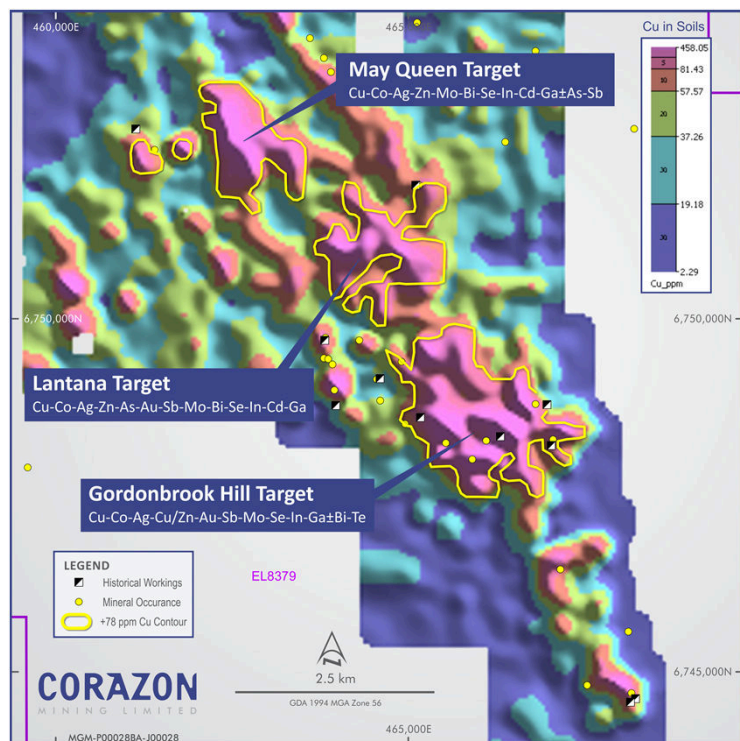 460,000E
465
Cu in Soils
458.05
5
81.43
10
57.57
20
37.26
30
19.18
30
2.29
Cu_ppm
May Queen Target
Cu-Co-Ag-Zn-Mo-Bi-Se-In-Cd-Ga±As-Sb
6,750,000N
6,750,000N
Lantana Target
Cu-Co-Ag-Zn-As-Au-Sb-Mo-Bi-Se-In-Cd-Ga
Gordonbrook Hill Target
Cu-Co-Ag-Cu/Zn-Au-Sb-Mo-Se-In-Ga±Bi-Te
LEGEND
Historical Workings
Mineral Occurance
+78 ppm Cu Contour
EL8379
2.5 km
GDA 1994 MGA Zone 56
6,745,000N
CORAZON
MINING LIMITED
MGM-P00028BA-J00028
465,000E